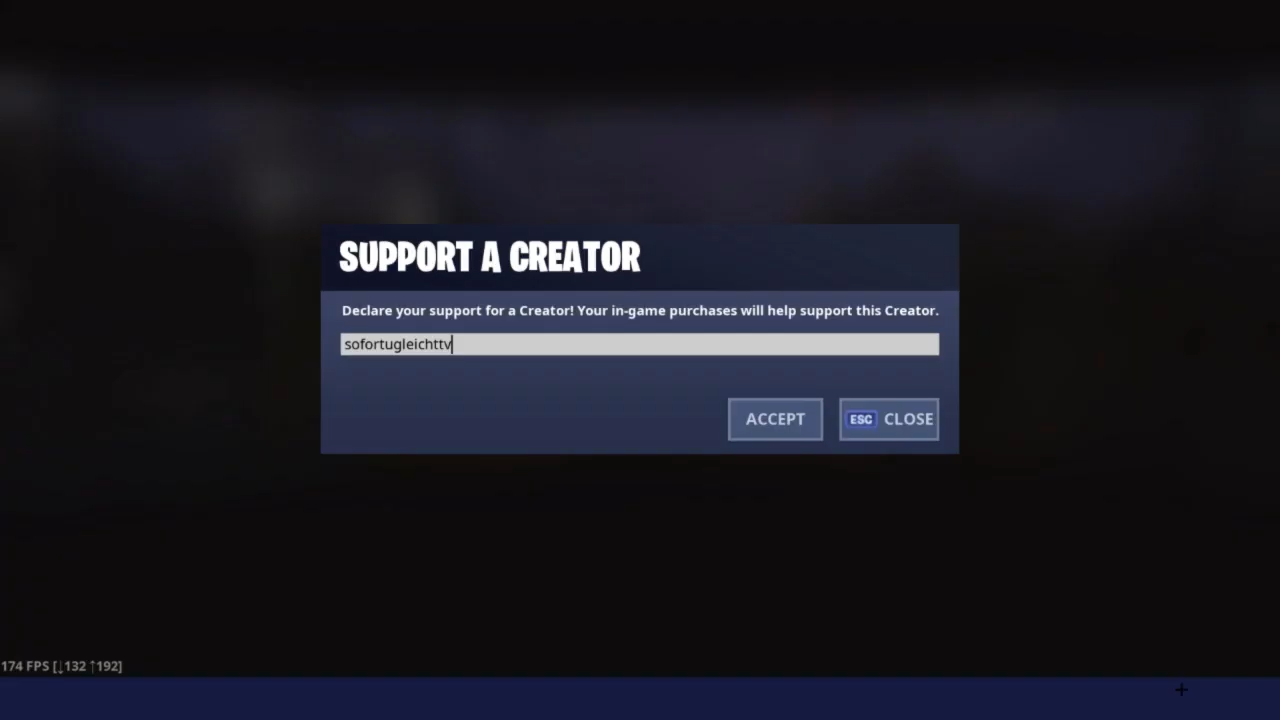 SUPPORT A CREATOR
Declare your support for a Creator! Your in-game purchases will help support this Creator.
sofortugleichttv
ACCEPT
ESC CLOSE
174 FPS [↓132 ↑192]